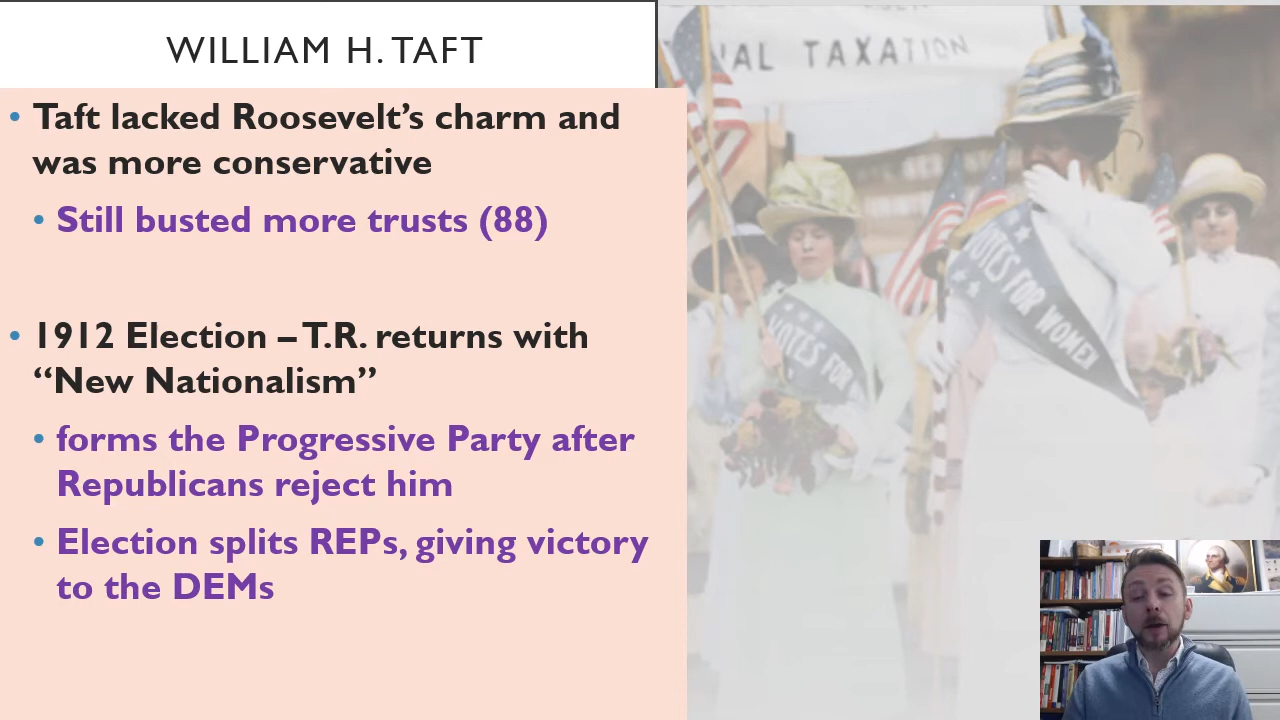 WILLIAM H. TAFT
• Taft lacked Roosevelt’s charm and
was more conservative
• Still busted more trusts (88)
• 1912 Election – T.R. returns with
“New Nationalism”
• forms the Progressive Party after
Republicans reject him
• Election splits REPs, giving victory
to the DEMs
TAXATION
VOTES FOR
VOTES FOR WOMEN